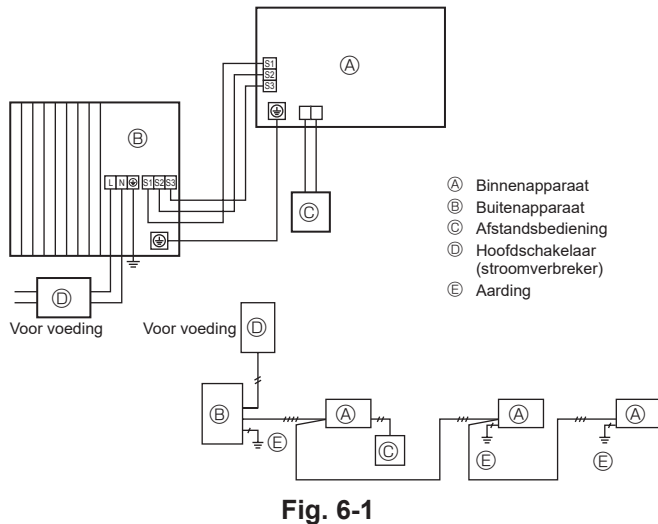 S1
S2
S3
Ⓐ
Ⓑ
L N S1 S2 S3
Ⓒ
Ⓓ
Voor voeding
Ⓐ Binnenapparaat
Ⓑ Buitenapparaat
Ⓒ Afstandsbediening
Ⓓ Hoofdschakelaar
(stroomverbreker)
Ⓔ Aarding
Voor voeding
Ⓓ
Ⓑ
Ⓔ
Ⓐ
Ⓒ
Ⓐ
Ⓔ
Ⓐ
Ⓔ
Fig. 6-1